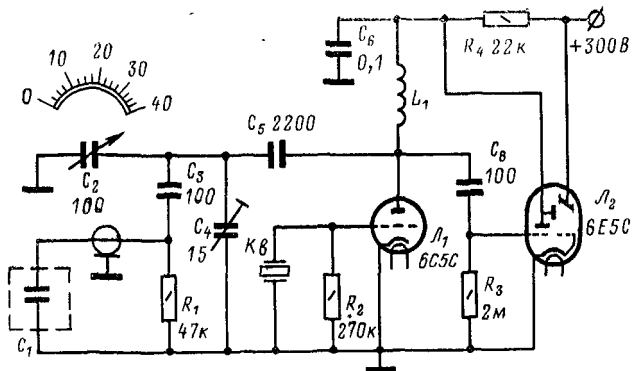 0 10 20 30 40
C₂
100
C₃
100
C₄
15
C₅ 2200
C₆
0,1
L₁
R₄ 22к
+300В
C₈
100
Л₁
6С5С
Л₂
6Е5С
Кв
R₁
47к
R₂
270к
R₃
2м
C₁